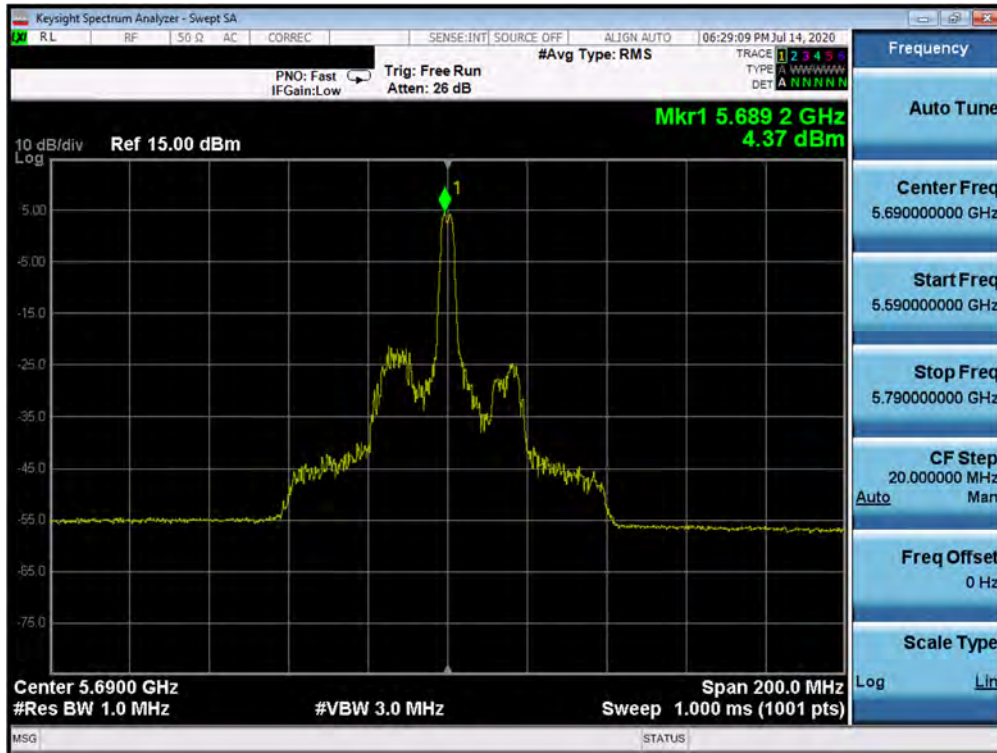 Keysight Spectrum Analyzer - Swept SA
LXI RL RF 50 Ω AC CORREC SENSE:INT SOURCE OFF ALIGN AUTO 06:29:09 PM Jul 14, 2020
#Avg Type: RMS
TRACE 1 2 3 4 5 6
PNO: Fast Trig: Free Run
TYPE A WWWWW
IFGain:Low Atten: 26 dB
DET A N N N N N
Mkr1 5.689 2 GHz
4.37 dBm
10 dB/div Ref 15.00 dBm
Log
1
5.00
-5.00
-15.0
-25.0
-35.0
-45.0
-55.0
-65.0
-75.0
Center 5.6900 GHz Span 200.0 MHz
#Res BW 1.0 MHz #VBW 3.0 MHz Sweep 1.000 ms (1001 pts)
MSG STATUS
Frequency
Auto Tune
Center Freq
5.690000000 GHz
Start Freq
5.590000000 GHz
Stop Freq
5.790000000 GHz
CF Step
20.000000 MHz
Auto Man
Freq Offset
0 Hz
Scale Type
Log Lin